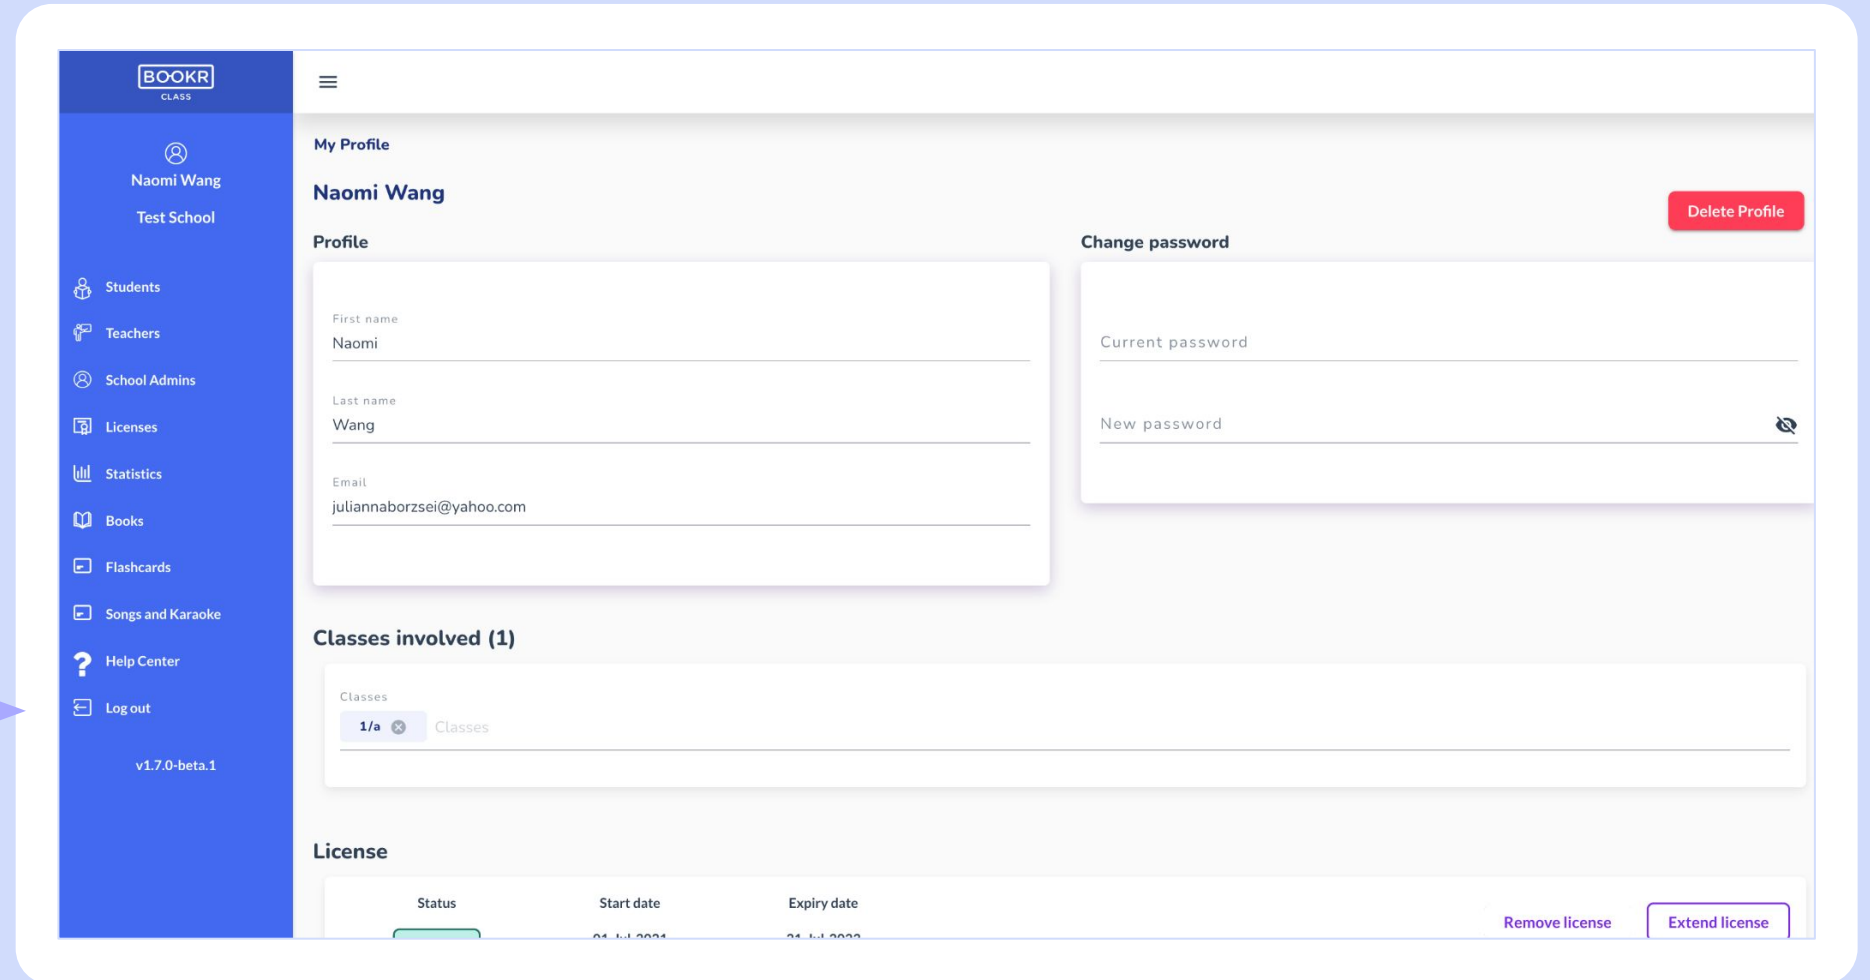 BOOKR
CLASS
Naomi Wang
Test School
Students
Teachers
School Admins
Licenses
Statistics
Books
Flashcards
Songs and Karaoke
Help Center
Log out
v1.7.0-beta.1
My Profile
Naomi Wang
Delete Profile
Profile
First name
Naomi
Last name
Wang
Email
juliannaborzsei@yahoo.com
Change password
Current password
New password
Classes involved (1)
Classes
1/a Classes
License
Status Start date Expiry date
Remove license Extend license